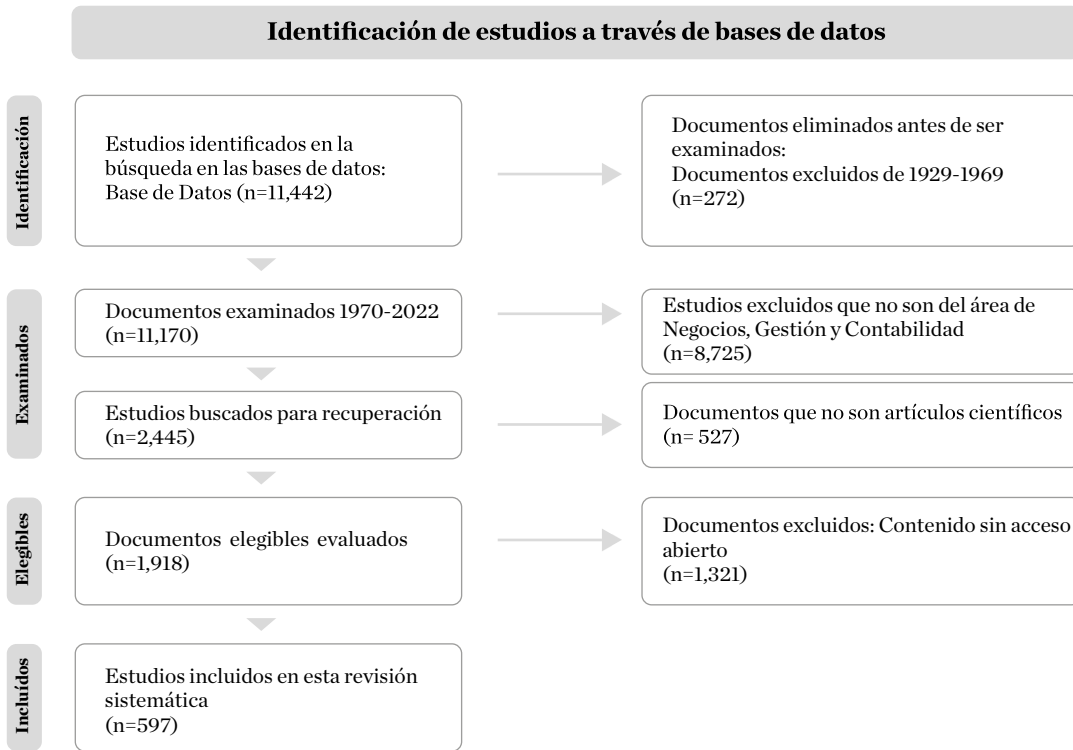 Identificación de estudios a través de bases de datos
Identificación
Estudios identificados en la
búsqueda en las bases de datos:
Base de Datos (n=11,442)
Documentos eliminados antes de ser
examinados:
Documentos excluidos de 1929-1969
(n=272)
Examinados
Documentos examinados 1970-2022
(n=11,170)
Estudios excluidos que no son del área de
Negocios, Gestión y Contabilidad
(n=8,725)
Estudios buscados para recuperación
(n=2,445)
Documentos que no son artículos científicos
(n= 527)
Elegibles
Documentos elegibles evaluados
(n=1,918)
Documentos excluidos: Contenido sin acceso
abierto
(n=1,321)
Incluídos
Estudios incluidos en esta revisión
sistemática
(n=597)